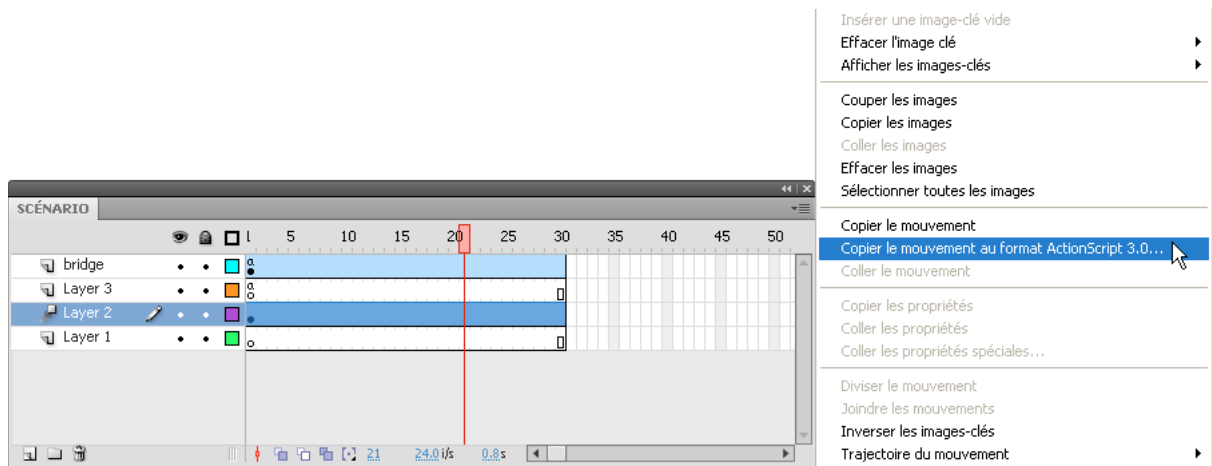 SCÉNARIO
1 5 10 15 20 25 30 35 40 45 50
bridge
a
Layer 3
a
Layer 2
Layer 1
21 24.0 i/s 0.8s
Insérer une image-clé vide
Effacer l'image clé
Afficher les images-clés
Couper les images
Copier les images
Coller les images
Effacer les images
Sélectionner toutes les images
Copier le mouvement
Copier le mouvement au format ActionScript 3.0...
Coller le mouvement
Copier les propriétés
Coller les propriétés
Coller les propriétés spéciales...
Diviser le mouvement
Joindre les mouvements
Inverser les images-clés
Trajectoire du mouvement